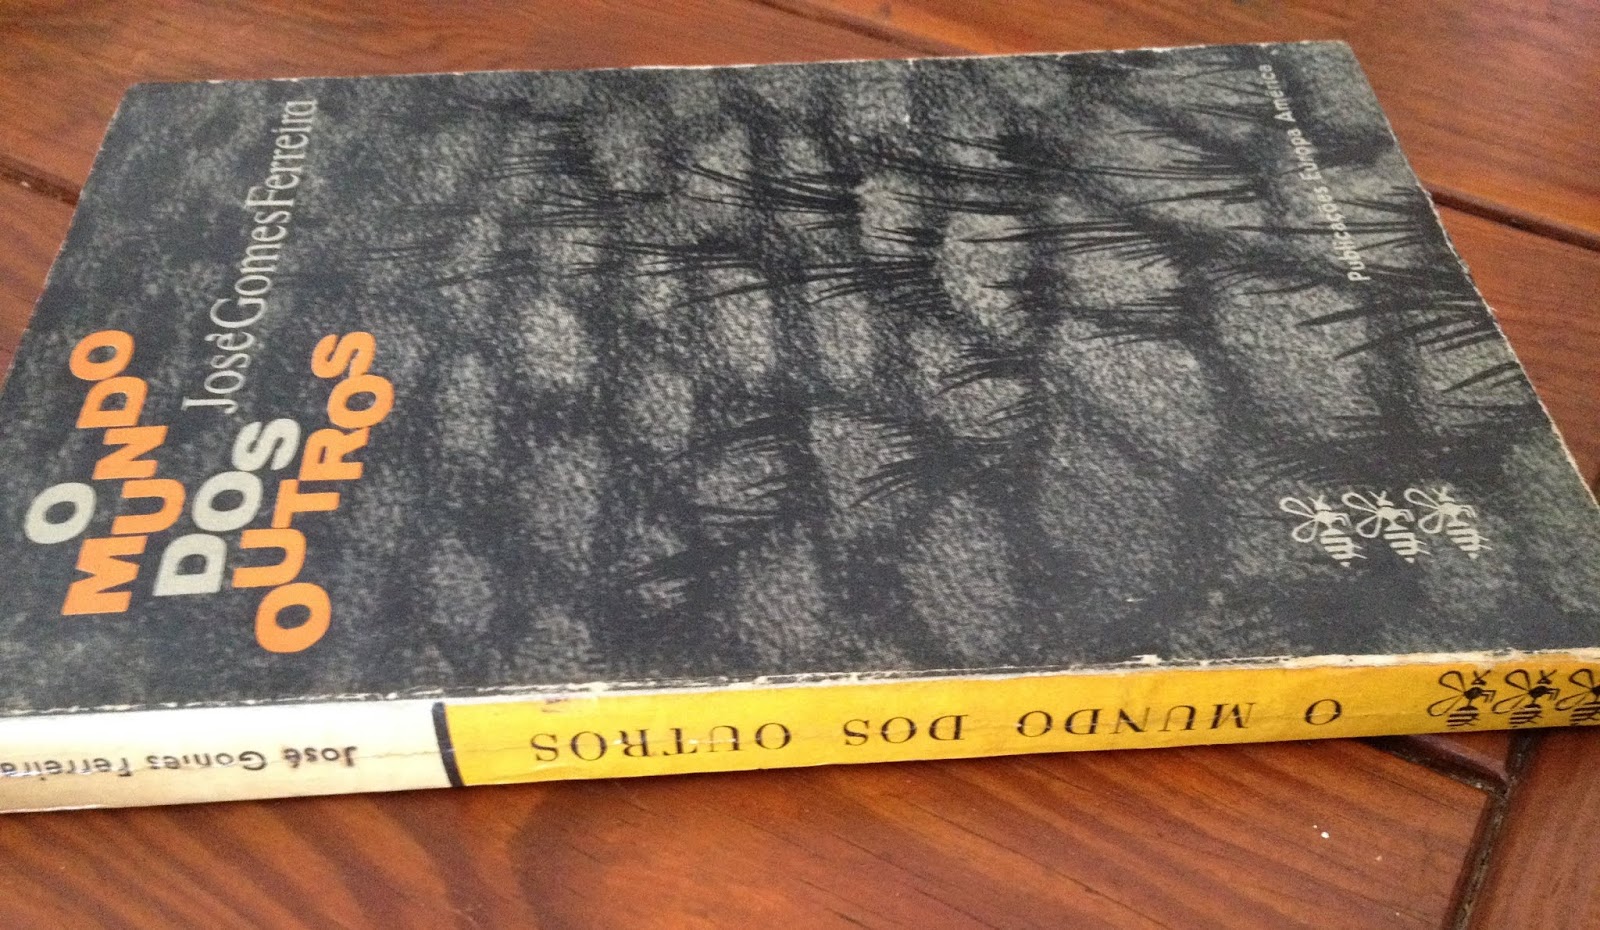 O
MUNDO
José Gomes Ferreira
DOS
OUTROS
Publicações Europa América
José Gomes Ferreira
O MUNDO DOS OUTROS